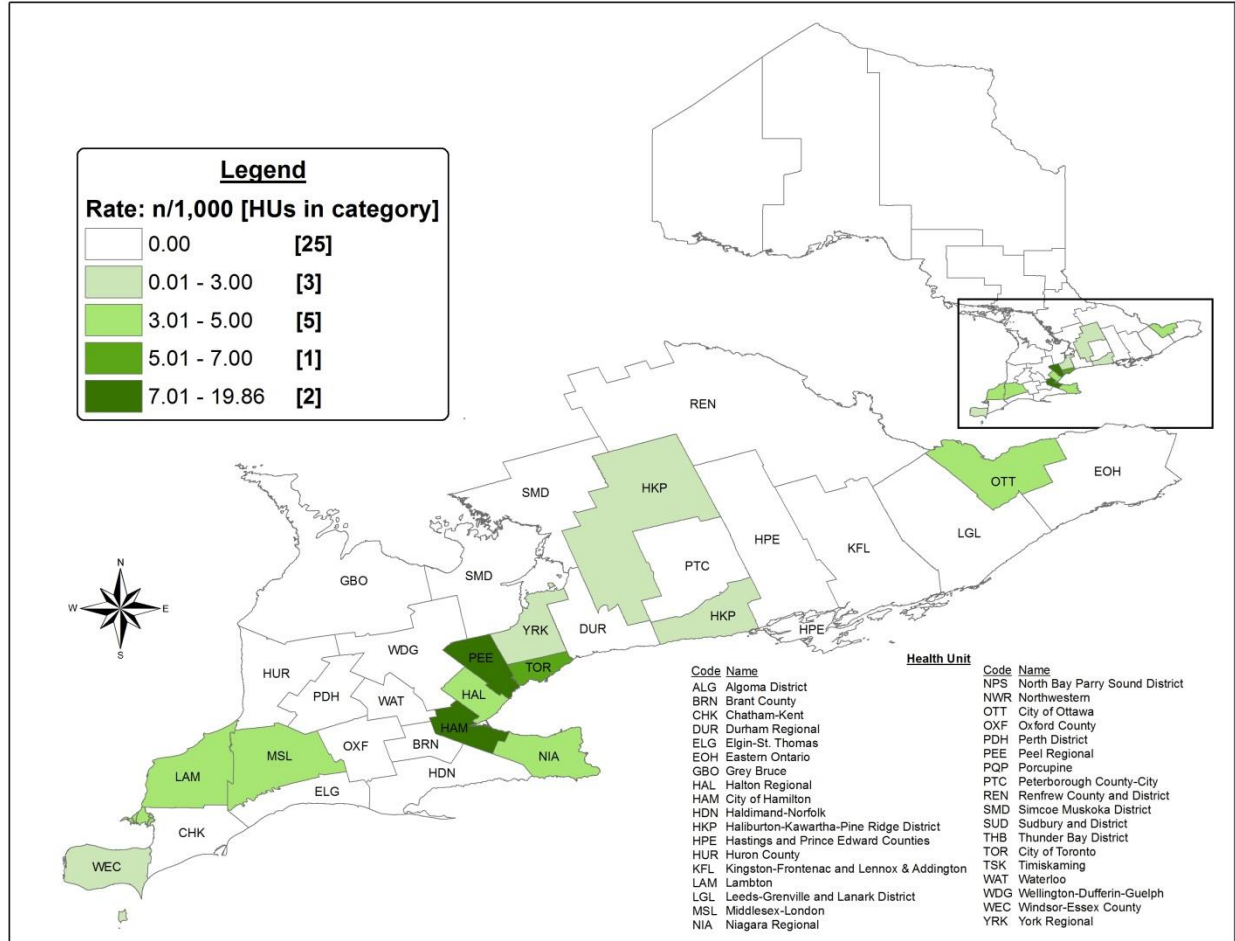 Legend
Rate: n/1,000 [HUs in category]
0.00 [25]
0.01 - 3.00 [3]
3.01 - 5.00 [5]
5.01 - 7.00 [1]
7.01 - 19.86 [2]
REN
SMD
HKP
OTT
EOH
LGL
HPE
KFL
PTC
SMD
GBO
N
W
E
S
HKP
YRK
DUR
HPE
WDG
PEE
TOR
HUR
PDH
WAT
HAL
HAM
OXF
BRN
MSL
NIA
LAM
HDN
ELG
CHK
WEC
Health Unit
Code Name
ALG Algoma District
BRN Brant County
CHK Chatham-Kent
DUR Durham Regional
ELG Elgin-St. Thomas
EOH Eastern Ontario
GBO Grey Bruce
HAL Halton Regional
HAM City of Hamilton
HDN Haldimand-Norfolk
HKP Haliburton-Kawartha-Pine Ridge District
HPE Hastings and Prince Edward Counties
HUR Huron County
KFL Kingston-Frontenac and Lennox & Addington
LAM Lambton
LGL Leeds-Grenville and Lanark District
MSL Middlesex-London
NIA Niagara Regional
Code Name
NPS North Bay Parry Sound District
NWR Northwestern
OTT City of Ottawa
OXF Oxford County
PDH Perth District
PEE Peel Regional
PQP Porcupine
PTC Peterborough County-City
REN Renfrew County and District
SMD Simcoe Muskoka District
SUD Sudbury and District
THB Thunder Bay District
TOR City of Toronto
TSK Timiskaming
WAT Waterloo
WDG Wellington-Dufferin-Guelph
WEC Windsor-Essex County
YRK York Regional